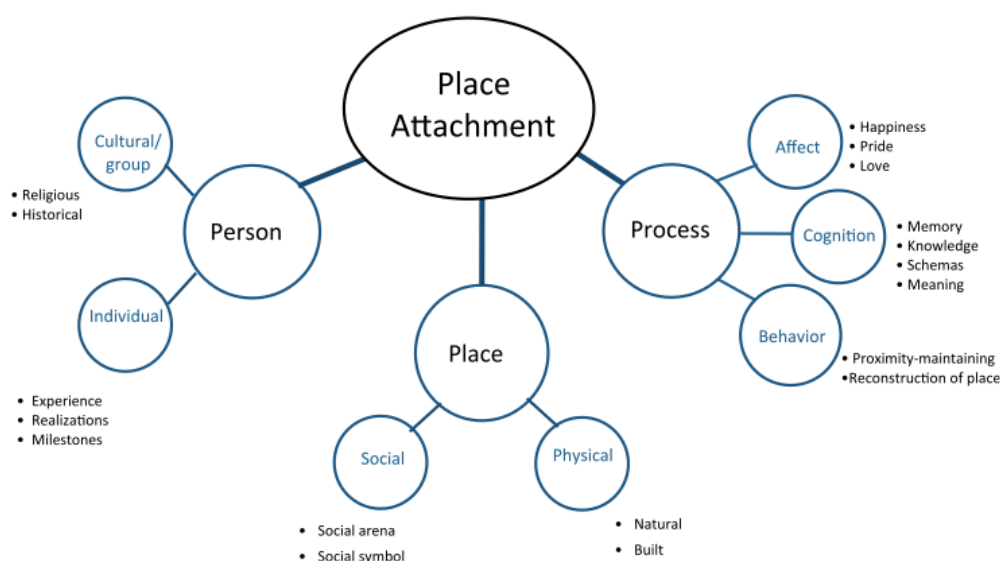 Place
Attachment
Cultural/
group
• Religious
• Historical
Person
Individual
• Experience
• Realizations
• Milestones
Place
Social
• Social arena
• Social symbol
Physical
• Natural
• Built
Process
Affect
• Happiness
• Pride
• Love
Cognition
• Memory
• Knowledge
• Schemas
• Meaning
Behavior
• Proximity-maintaining
•Reconstruction of place